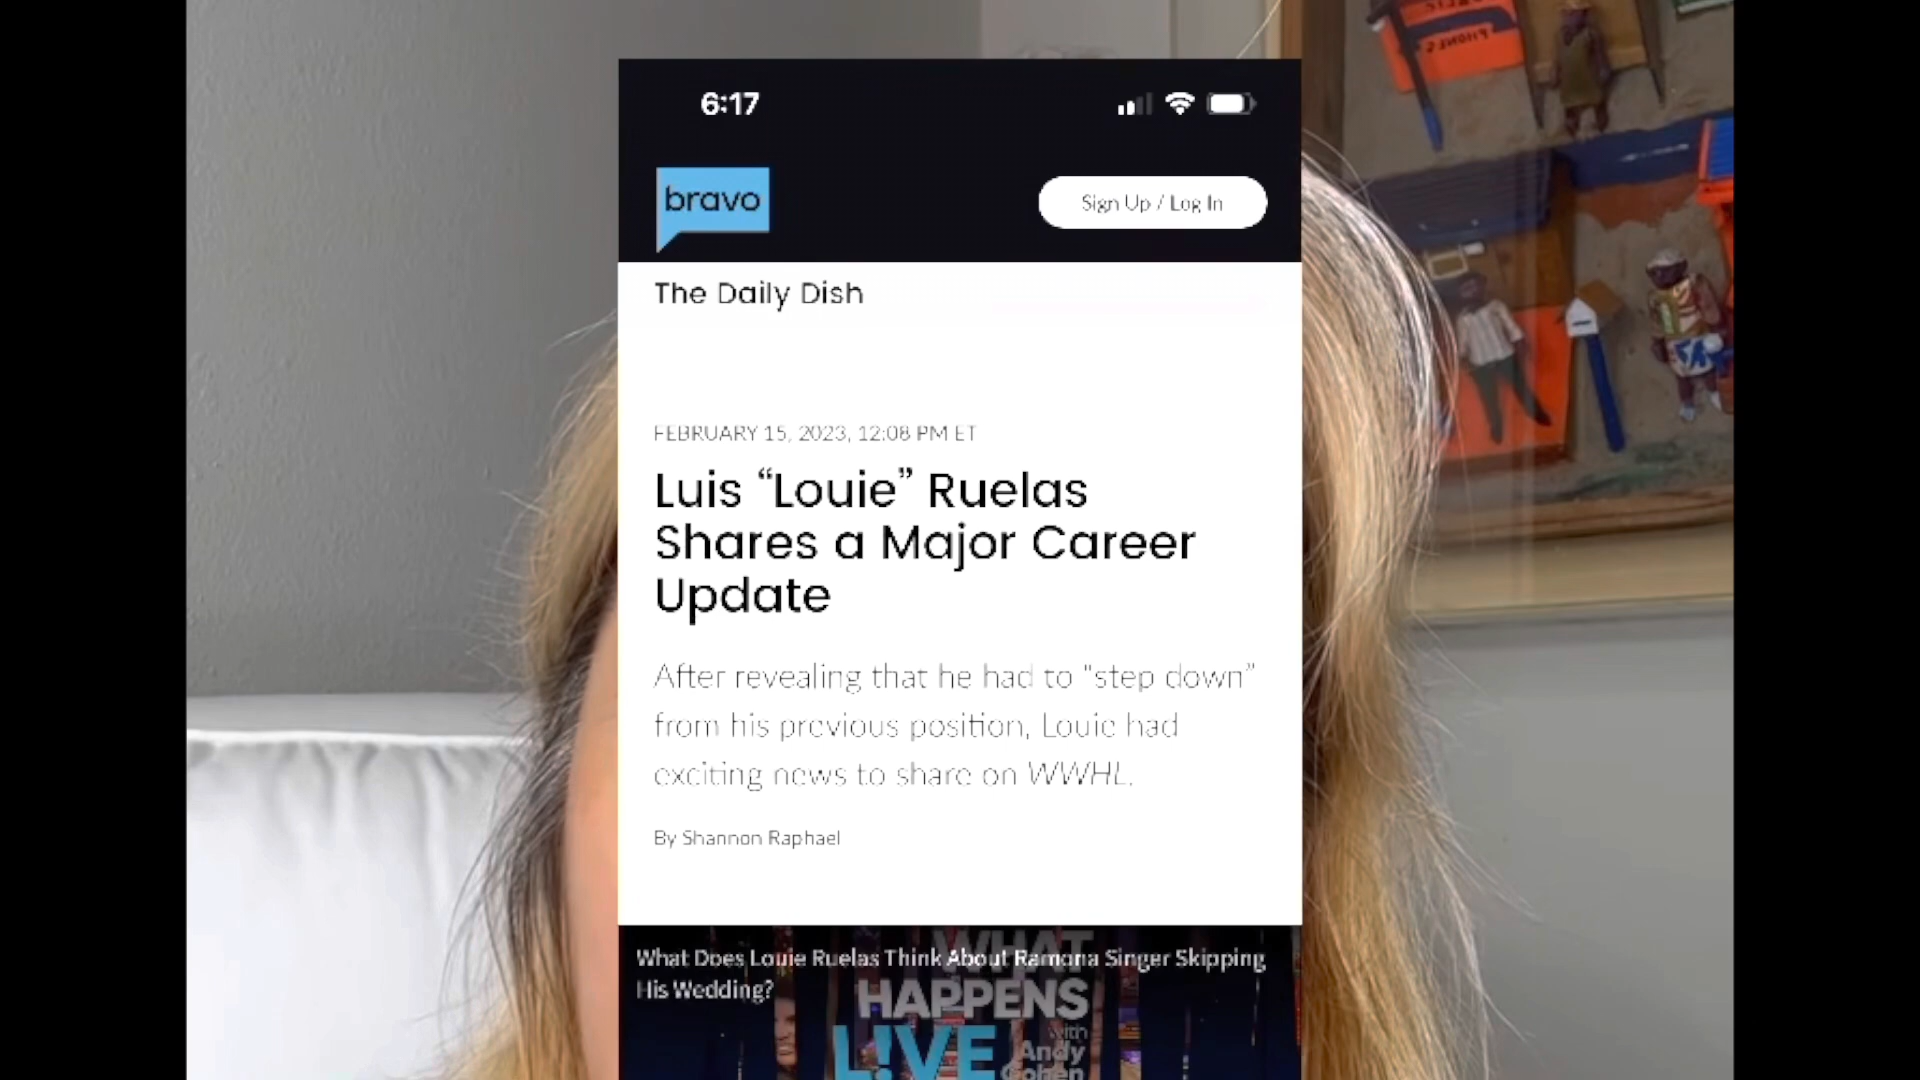 6:17
bravo
Sign Up / Log In
The Daily Dish
FEBRUARY 15, 2023, 12:08 PM ET
Luis “Louie” Ruelas
Shares a Major Career
Update
After revealing that he had to “step down”
from his previous position, Louie had
exciting news to share on WWHL.
By Shannon Raphael
What Does Louie Ruelas Think About Ramona Singer Skipping
His Wedding?
WHAT
HAPPENS
L!VE
with
Andy
Cohen
PHONES